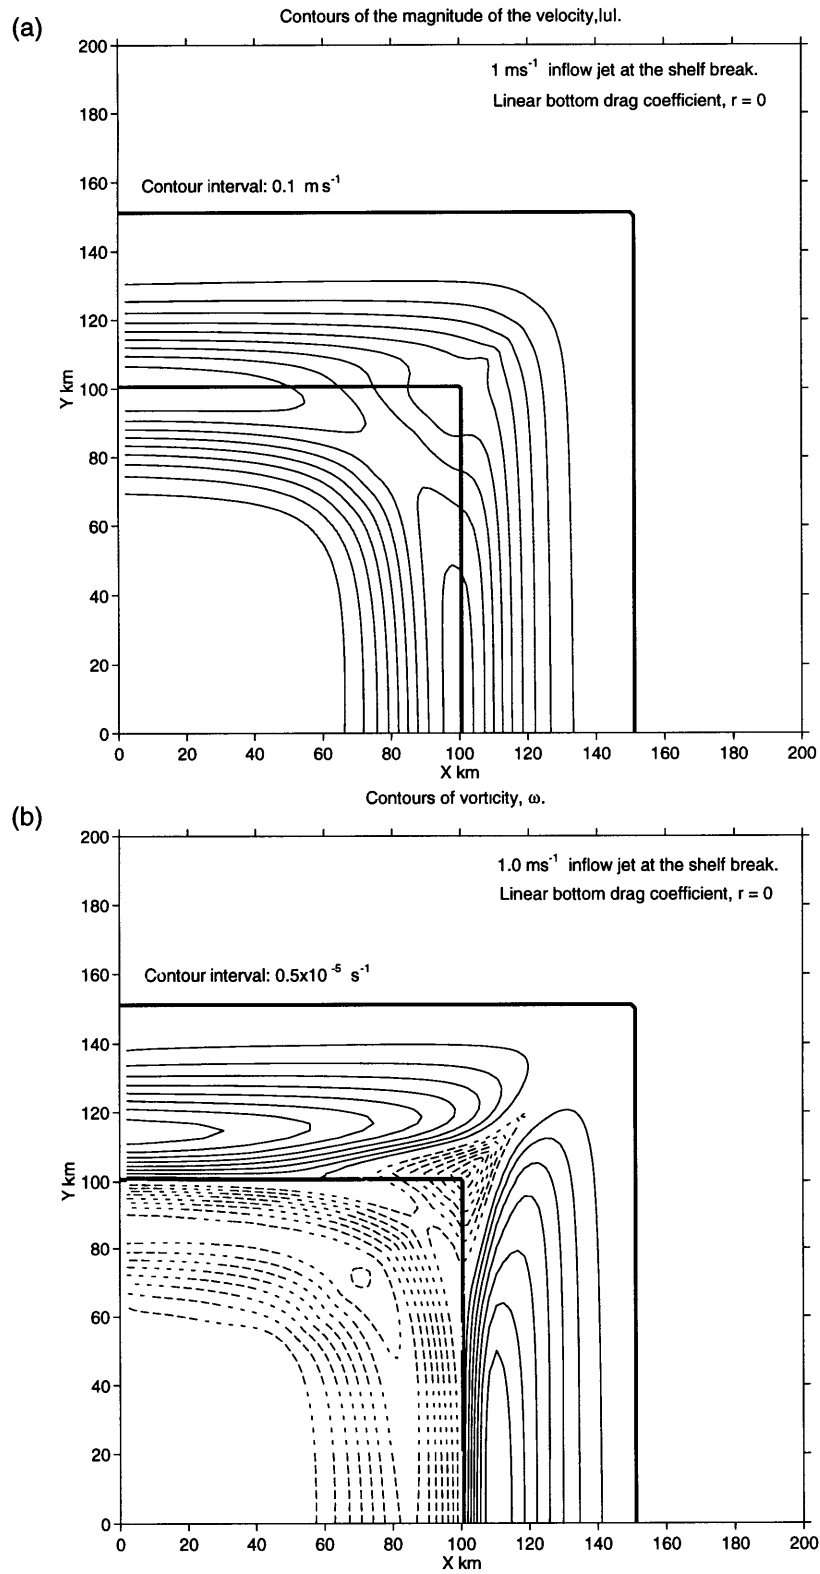 (a)
Contours of the magnitude of the velocity,|u|.
200
180
160
140
120
100
80
60
40
20
0
Y km
1 ms⁻¹ inflow jet at the shelf break.
Linear bottom drag coefficient, r = 0
Contour interval: 0.1 m s⁻¹
0 20 40 60 80 100 120 140 160 180 200
X km
(b)
Contours of vorticity, ω.
200
180
160
140
120
100
80
60
40
20
0
Y km
1.0 ms⁻¹ inflow jet at the shelf break.
Linear bottom drag coefficient, r = 0
Contour interval: 0.5x10⁻⁵ s⁻¹
0 20 40 60 80 100 120 140 160 180 200
X km